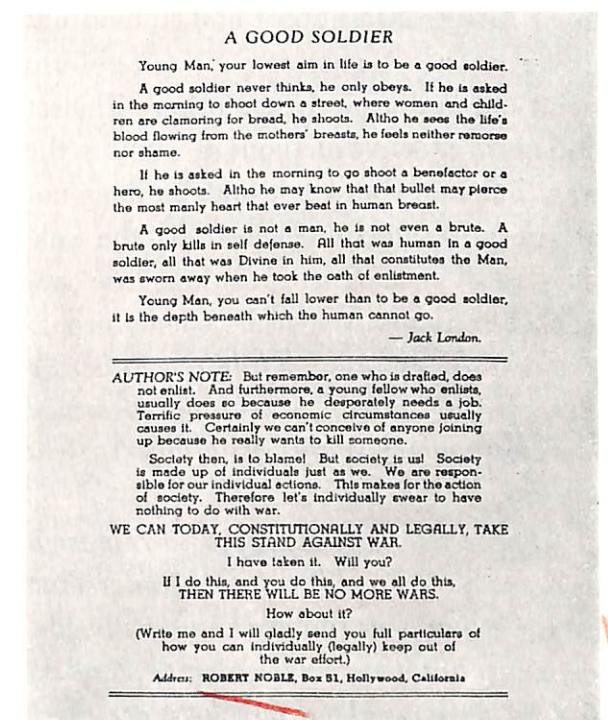 A GOOD SOLDIER
Young Man, your lowest aim in life is to be a good soldier.
A good soldier never thinks, he only obeys. If he is asked
in the morning to shoot down a street, where women and child-
ren are clamoring for bread, he shoots. Altho he sees the life's
blood flowing from the mothers' breasts, he feels neither remorse
nor shame.
If he is asked in the morning to go shoot a benefactor or a
hero, he shoots. Altho he may know that that bullet may pierce
the most manly heart that ever beat in human breast.
A good soldier is not a man, he is not even a brute. A
brute only kills in self defense. All that was human in a good
soldier, all that was Divine in him, all that constitutes the Man,
was sworn away when he took the oath of enlistment.
Young Man, you can't fall lower than to be a good soldier,
it is the depth beneath which the human cannot go.
— Jack London.
AUTHOR'S NOTE: But remember, one who is drafted, does
not enlist. And furthermore, a young fellow who enlists,
usually does so because he desperately needs a job.
Terrific pressure of economic circumstances usually
causes it. Certainly we can't conceive of anyone joining
up because he really wants to kill someone.
Society then, is to blame! But society is us! Society
is made up of individuals just as we. We are respon-
sible for our individual actions. This makes for the action
of society. Therefore let's individually swear to have
nothing to do with war.
WE CAN TODAY, CONSTITUTIONALLY AND LEGALLY, TAKE
THIS STAND AGAINST WAR.
I have taken it. Will you?
If I do this, and you do this, and we all do this,
THEN THERE WILL BE NO MORE WARS.
How about it?
(Write me and I will gladly send you full particulars of
how you can individually (legally) keep out of
the war effort.)
Address: ROBERT NOBLE, Box 51, Hollywood, California